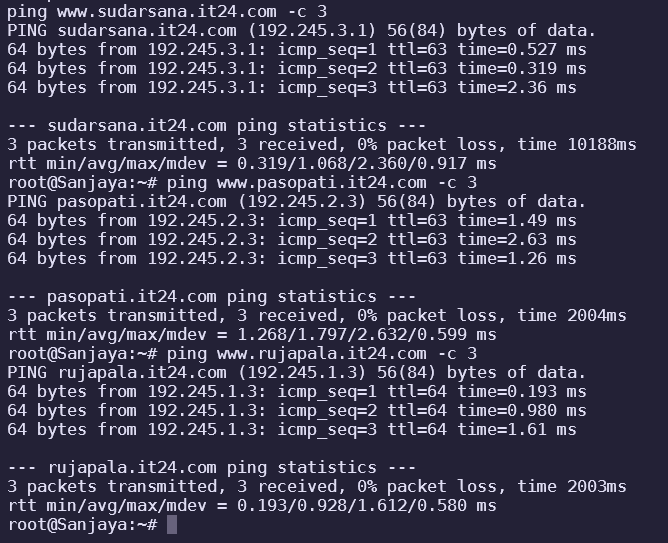 ping www.sudarsana.it24.com -c 3
PING sudarsana.it24.com (192.245.3.1) 56(84) bytes of data.
64 bytes from 192.245.3.1: icmp_seq=1 ttl=63 time=0.527 ms
64 bytes from 192.245.3.1: icmp_seq=2 ttl=63 time=0.319 ms
64 bytes from 192.245.3.1: icmp_seq=3 ttl=63 time=2.36 ms

--- sudarsana.it24.com ping statistics ---
3 packets transmitted, 3 received, 0% packet loss, time 10188ms
rtt min/avg/max/mdev = 0.319/1.068/2.360/0.917 ms
root@Sanjaya:~# ping www.pasopati.it24.com -c 3
PING pasopati.it24.com (192.245.2.3) 56(84) bytes of data.
64 bytes from 192.245.2.3: icmp_seq=1 ttl=63 time=1.49 ms
64 bytes from 192.245.2.3: icmp_seq=2 ttl=63 time=2.63 ms
64 bytes from 192.245.2.3: icmp_seq=3 ttl=63 time=1.26 ms

--- pasopati.it24.com ping statistics ---
3 packets transmitted, 3 received, 0% packet loss, time 2004ms
rtt min/avg/max/mdev = 1.268/1.797/2.632/0.599 ms
root@Sanjaya:~# ping www.rujapala.it24.com -c 3
PING rujapala.it24.com (192.245.1.3) 56(84) bytes of data.
64 bytes from 192.245.1.3: icmp_seq=1 ttl=64 time=0.193 ms
64 bytes from 192.245.1.3: icmp_seq=2 ttl=64 time=0.980 ms
64 bytes from 192.245.1.3: icmp_seq=3 ttl=64 time=1.61 ms

--- rujapala.it24.com ping statistics ---
3 packets transmitted, 3 received, 0% packet loss, time 2003ms
rtt min/avg/max/mdev = 0.193/0.928/1.612/0.580 ms
root@Sanjaya:~#